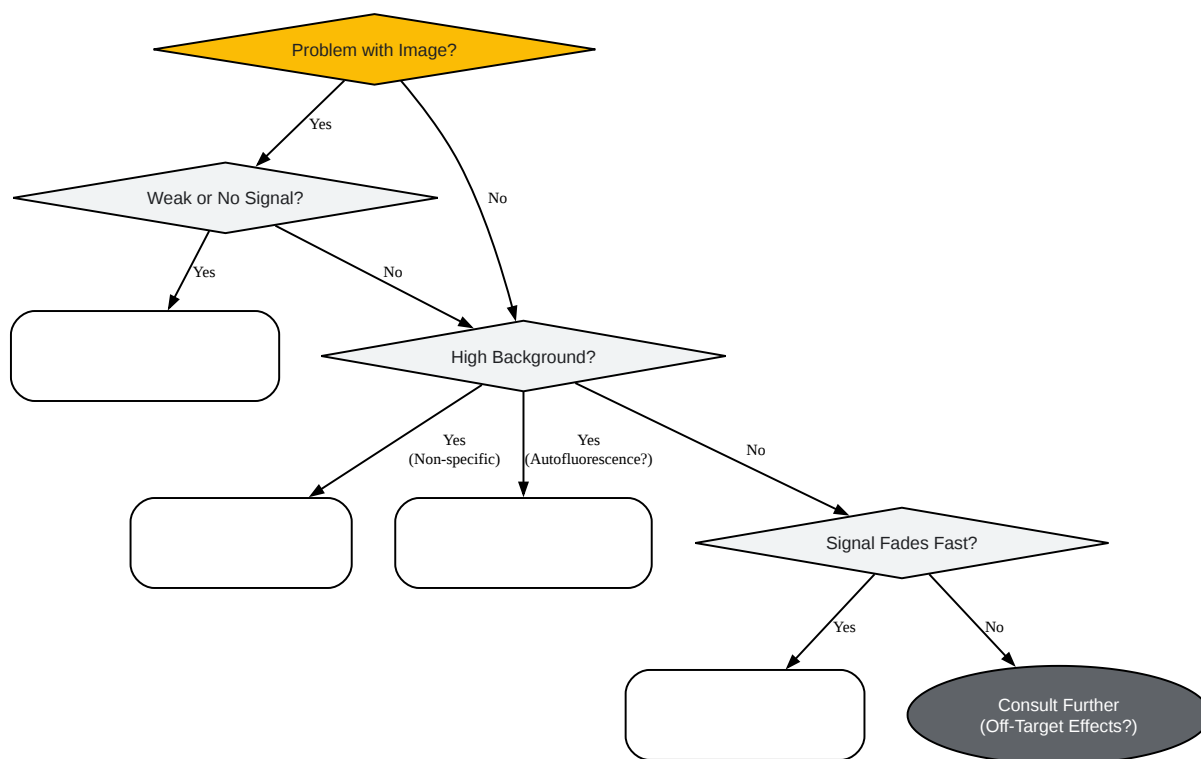 Problem with Image?
Yes
No
Weak or No Signal?
Yes
No
High Background?
Yes
(Non-specific)
Yes
(Autofluorescence?)
No
Signal Fades Fast?
Yes
No
Consult Further
(Off-Target Effects?)